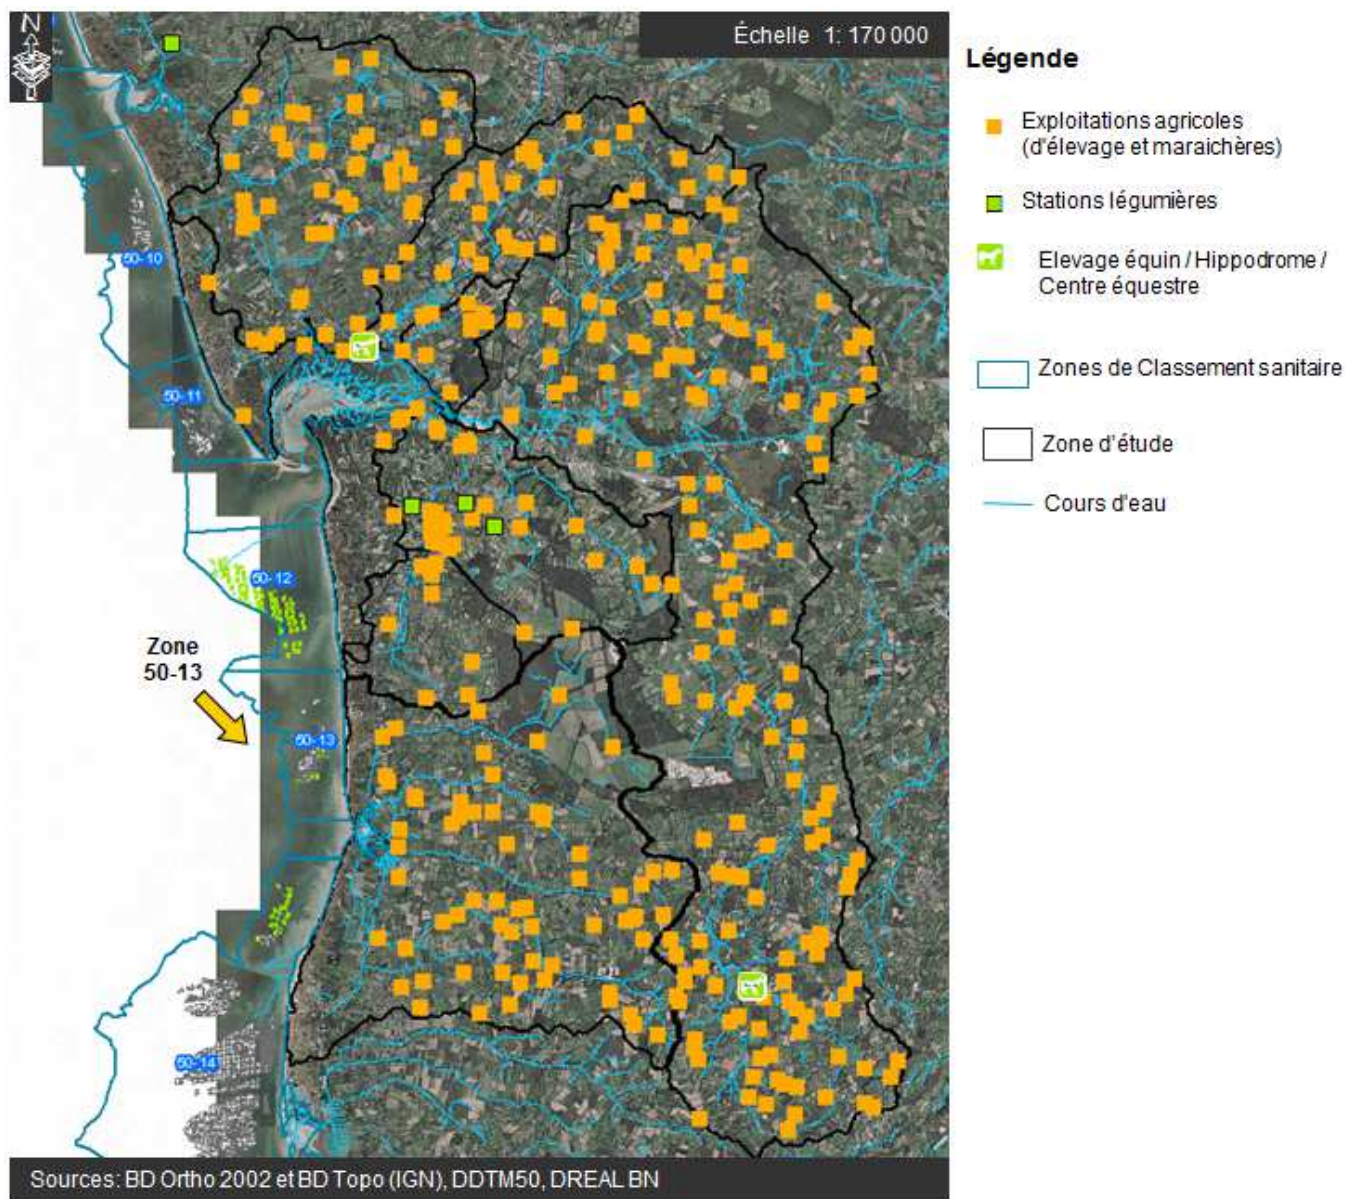 N
Échelle 1: 170 000
50-10
50-11
50-12
Zone
50-13
50-13
50-14
Sources: BD Ortho 2002 et BD Topo (IGN), DDTM50, DREAL BN
Légende
Exploitations agricoles
(d'élevage et maraichères)
Stations légumières
Elevage équin / Hippodrome /
Centre équestre
Zones de Classement sanitaire
Zone d'étude
Cours d'eau